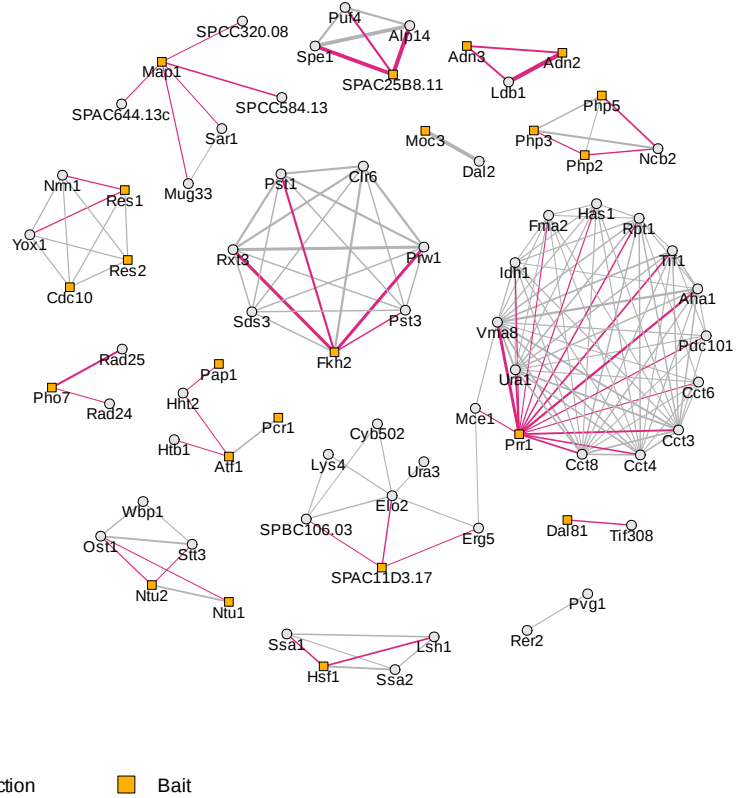 Puf4
SPCC320.08
Alp14
Spe1
Adn3
Adn2
Map1
SPAC25B8.11
Ldb1
SPCC584.13
Php5
SPAC644.13c
Sar1
Moc3
Php3
Ncb2
Php2
Dal2
Clr6
Pst1
Nrm1
Mug33
Res1
Has1
Fma2
Rpt1
Yox1
Rxt3
Prw1
Tif1
Res2
Idh1
Cdc10
Aha1
Sds3
Pst3
Vma8
Pdc101
Rad25
Fkh2
Pap1
Ura1
Cct6
Pho7
Hht2
Rad24
Mce1
Pcr1
Cyb502
Cct3
Htb1
Prr1
Atf1
Lys4
Ura3
Cct8
Cct4
Wbp1
Elo2
SPBC106.03
Dal81
Tif308
Erg5
Ost1
Stt3
SPAC11D3.17
Ntu2
Ntu1
Pvg1
Ssa1
Lsh1
Rer2
Hsf1
Ssa2
ction
Bait